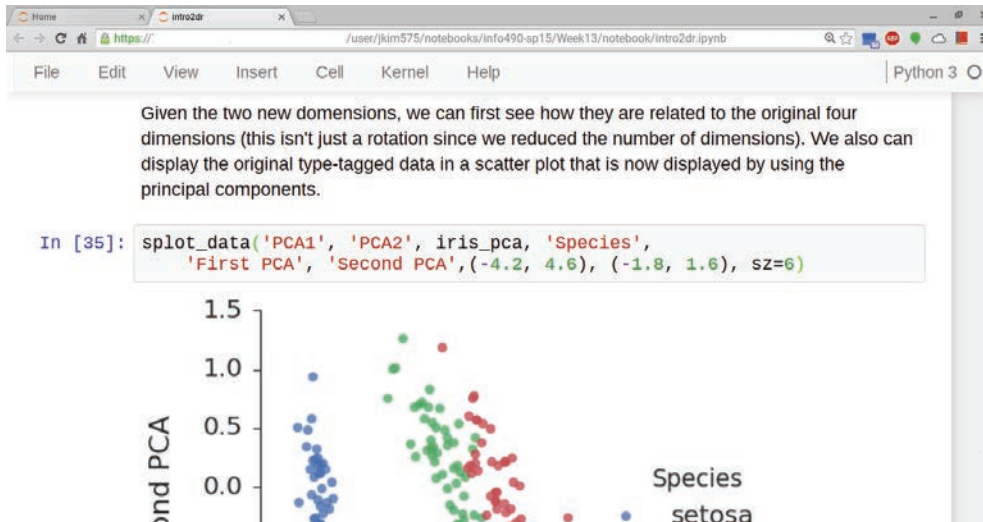 Home
intro2dr
https://
/user/jkim575/notebooks/info490-sp15/Week13/notebook/intro2dr.ipynb
File Edit View Insert Cell Kernel Help Python 3
Given the two new domensions, we can first see how they are related to the original four
dimensions (this isn't just a rotation since we reduced the number of dimensions). We also can
display the original type-tagged data in a scatter plot that is now displayed by using the
principal components.
In [35]: splot_data('PCA1', 'PCA2', iris_pca, 'Species',
'First PCA', 'Second PCA',(-4.2, 4.6), (-1.8, 1.6), sz=6)
1.5
1.0
0.5
0.0
ond PCA
Species
setosa